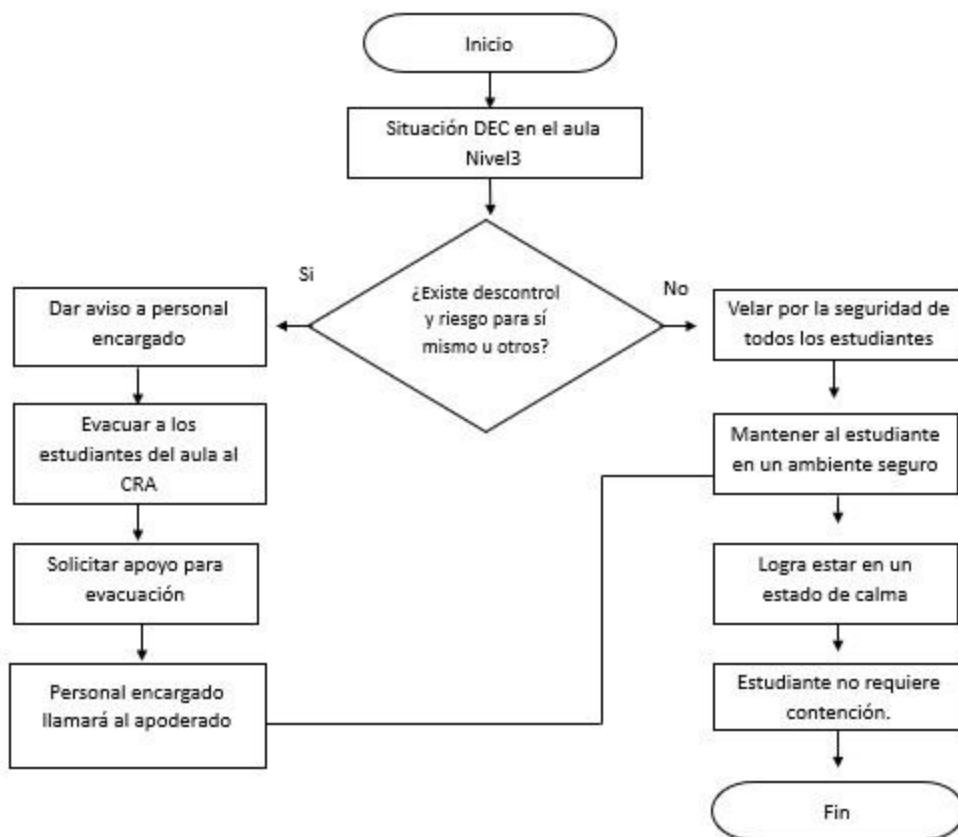 Inicio
Situación DEC en el aula
Nivel3
Si
¿Existe descontrol
y riesgo para sí
mismo u otros?
No
Dar aviso a personal
encargado
Velar por la seguridad de
todos los estudiantes
Evacuar a los
estudiantes del aula al
CRA
Mantener al estudiante
en un ambiente seguro
Solicitar apoyo para
evacuación
Logra estar en un
estado de calma
Personal encargado
llamará al apoderado
Estudiante no requiere
contención.
Fin